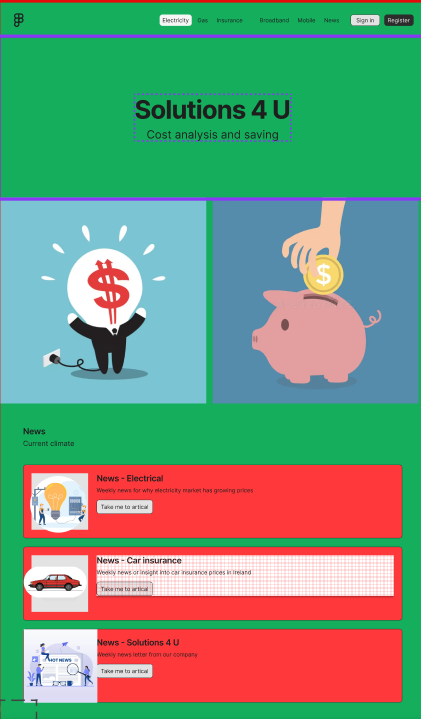 Electricity Gas Insurance Broadband Mobile News Sign in Register
Solutions 4 U
Cost analysis and saving
$
$
News
Current climate
News - Electrical
Weekly news for why electricity market has growing prices
Take me to artical
News - Car insurance
Weekly news or insight into car insurance prices in Ireland
Take me to artical
HOT NEWS
News - Solutions 4 U
Weekly news letter from our company
Take me to artical